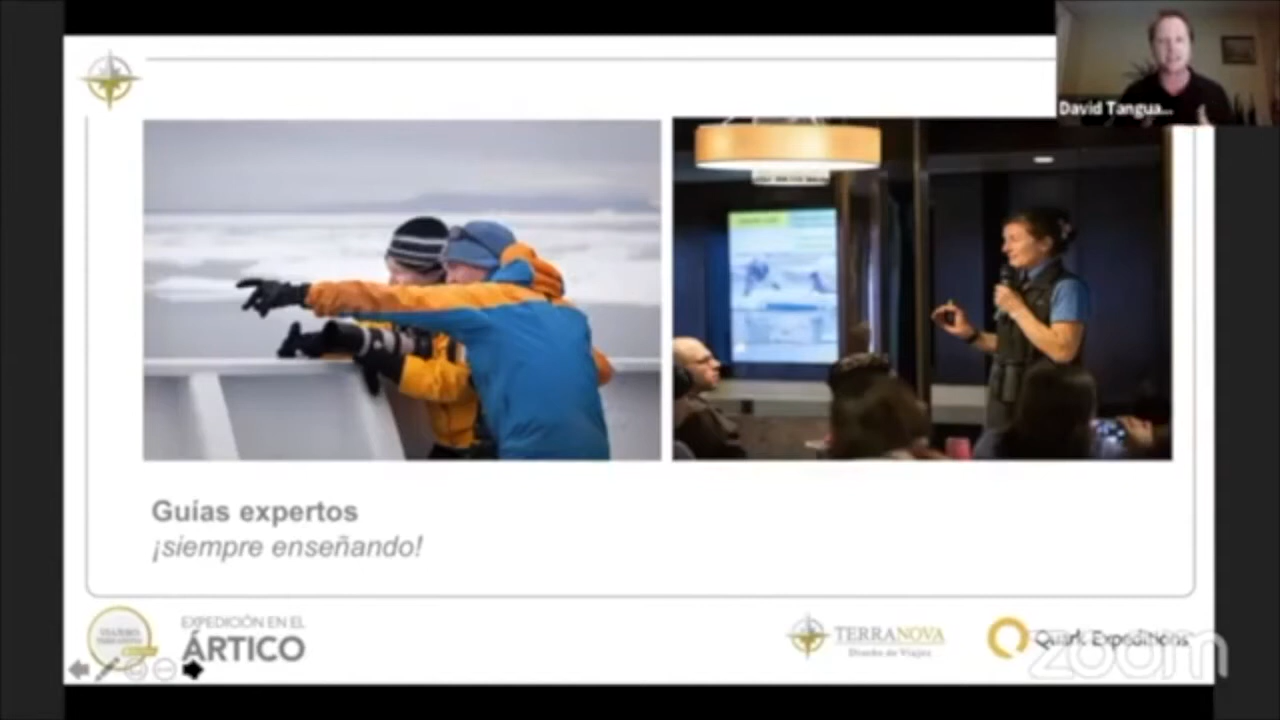 David Tangua...
Guías expertos
¡siempre enseñando!
EXPEDICIÓN EN EL
ÁRTICO
TERRANOVA
Diseño de Viajes
Quark Expeditions
zoom